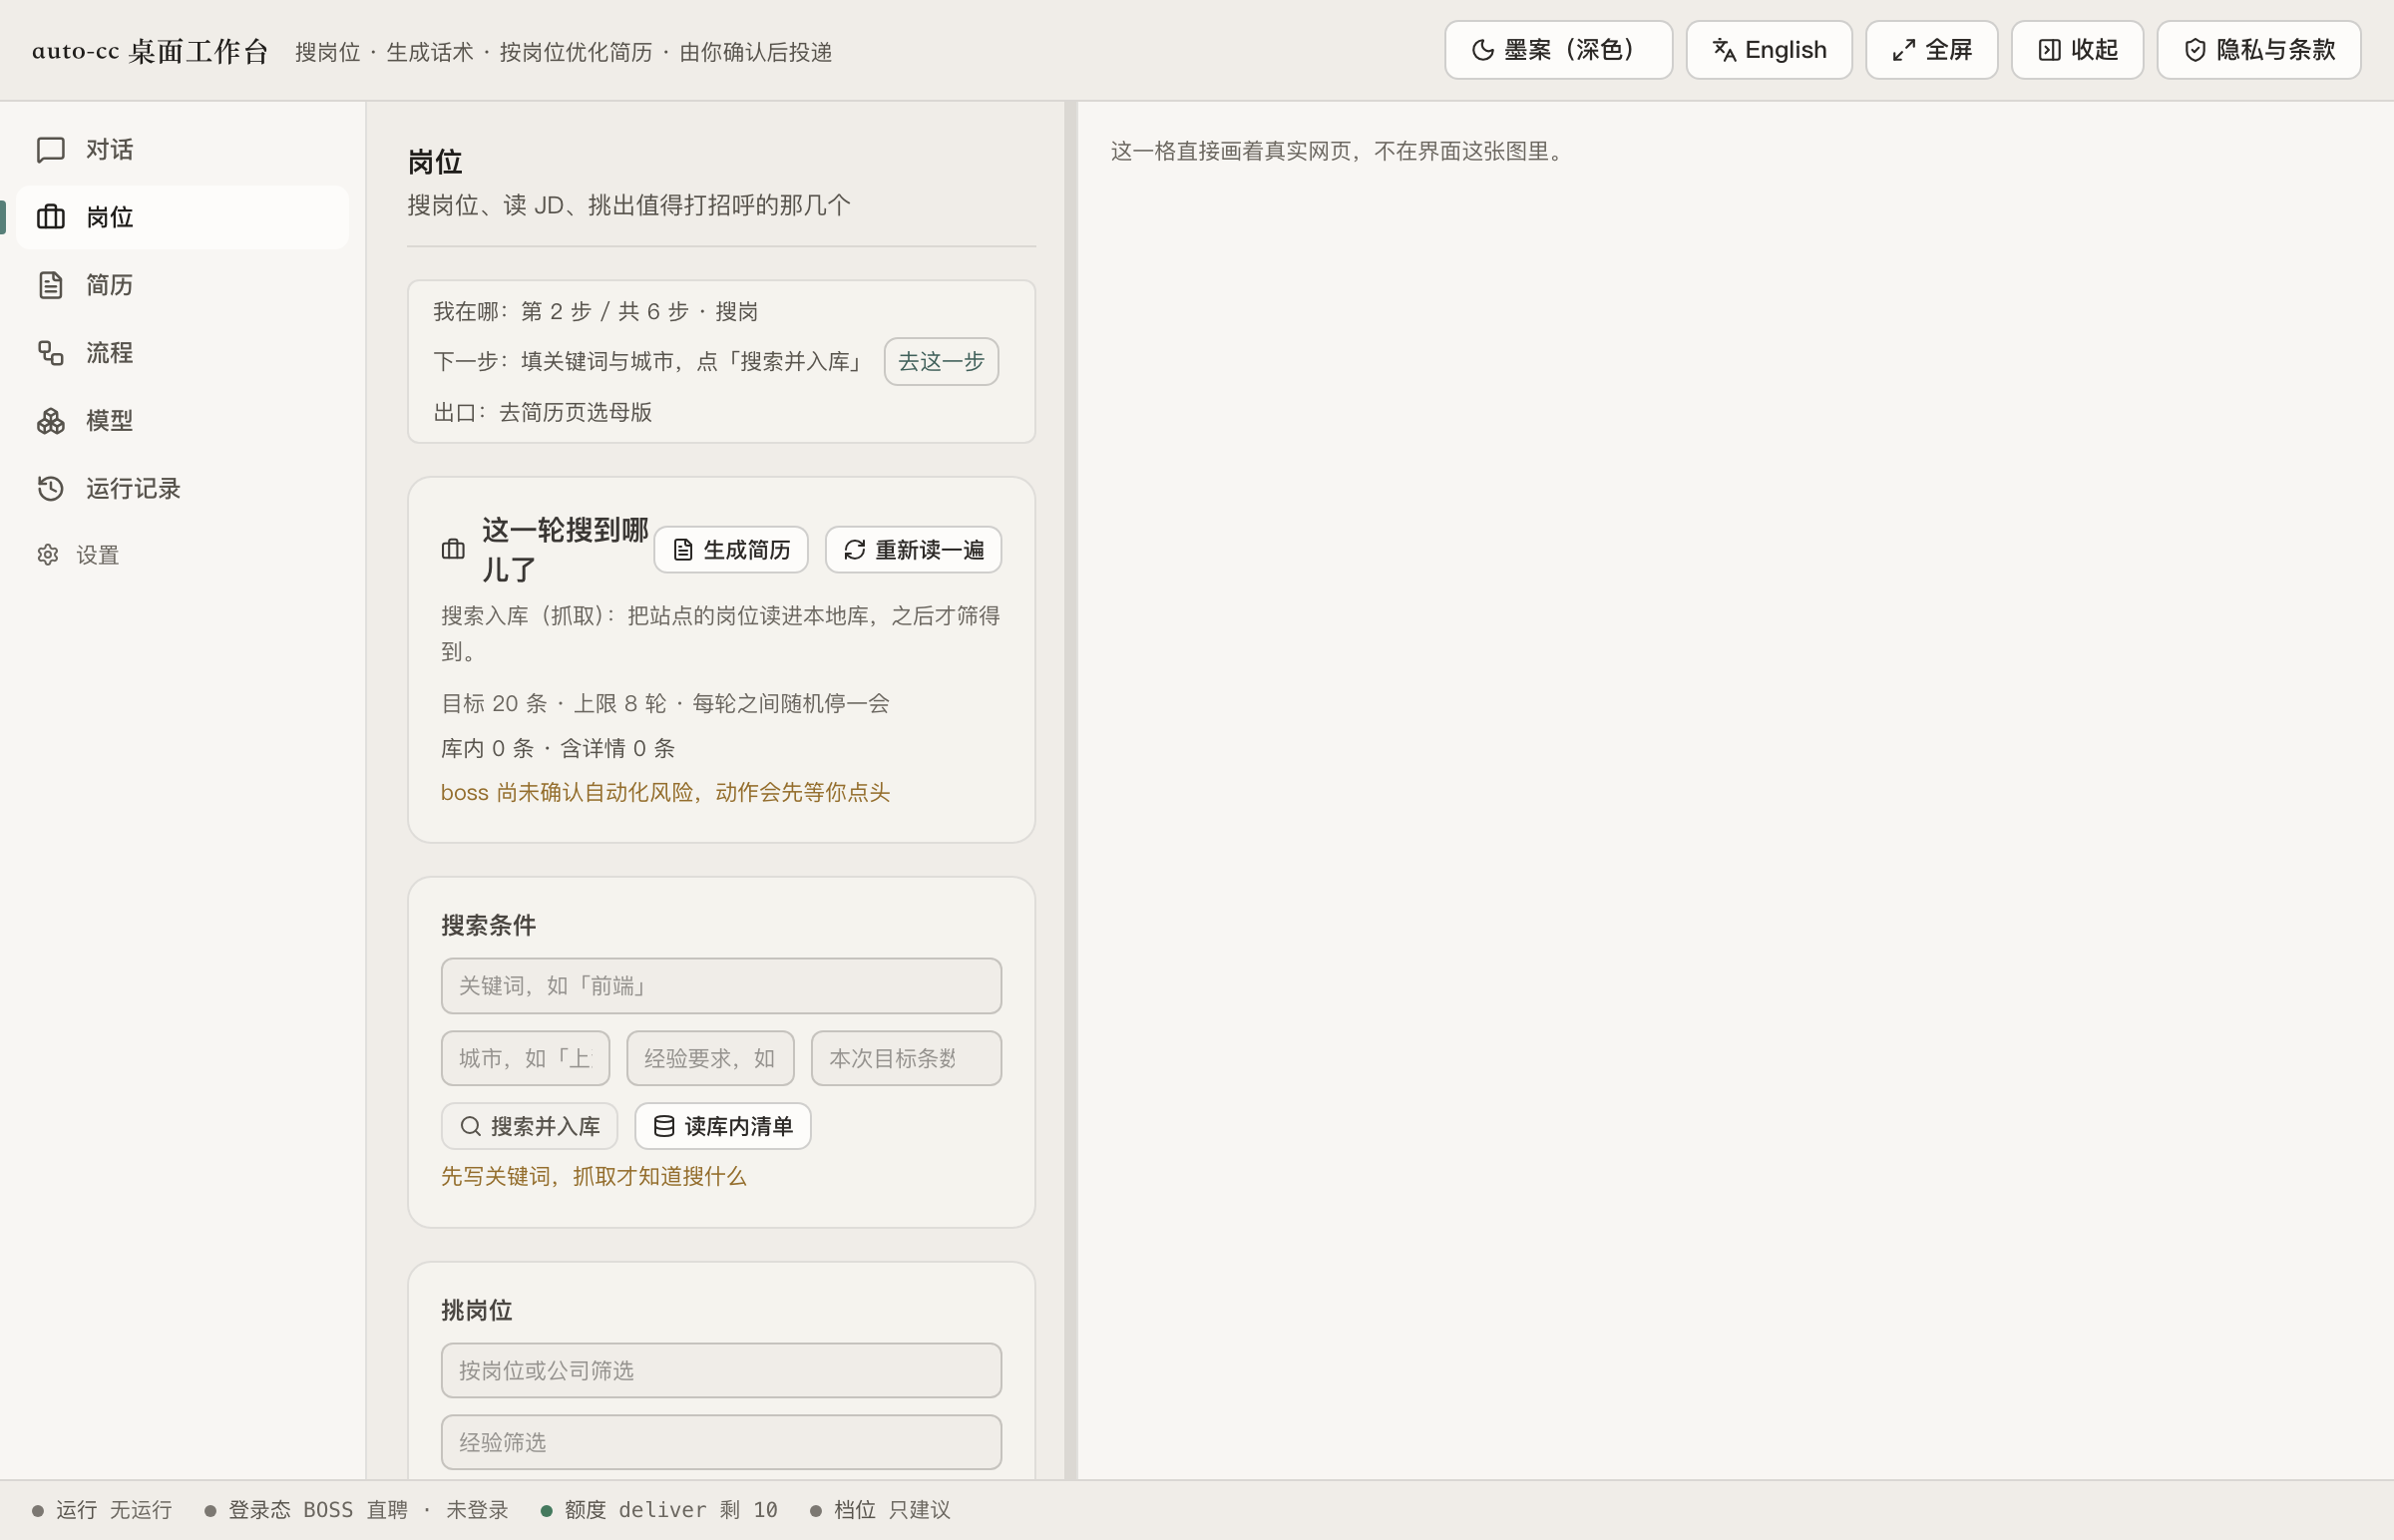 auto-cc 桌面工作台
搜岗位 · 生成话术 · 按岗位优化简历 · 由你确认后投递
墨案（深色）
English
全屏
收起
隐私与条款
对话
岗位
简历
流程
模型
运行记录
设置
岗位
搜岗位、读 JD、挑出值得打招呼的那几个
我在哪：第 2 步 / 共 6 步 · 搜岗
下一步：填关键词与城市，点「搜索并入库」
去这一步
出口：去简历页选母版
这一轮搜到哪
儿了
生成简历
重新读一遍
搜索入库（抓取）：把站点的岗位读进本地库，之后才筛得
到。
目标 20 条 · 上限 8 轮 · 每轮之间随机停一会
库内 0 条 · 含详情 0 条
boss 尚未确认自动化风险，动作会先等你点头
搜索条件
关键词，如「前端」
城市，如「上
经验要求，如
本次目标条数
搜索并入库
读库内清单
先写关键词，抓取才知道搜什么
挑岗位
按岗位或公司筛选
经验筛选
这一格直接画着真实网页，不在界面这张图里。
运行 无运行
登录态 BOSS 直聘 · 未登录
额度 deliver 剩 10
档位 只建议